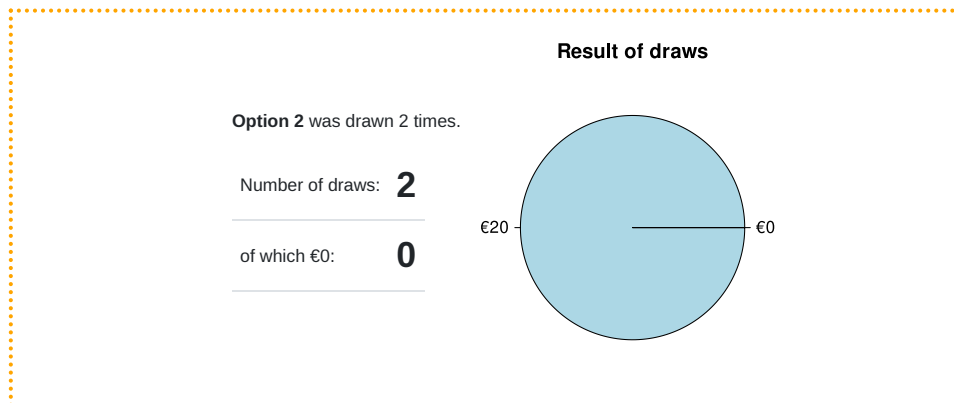 Result of draws
Option 2 was drawn 2 times.
Number of draws: 2
of which €0: 0
€20
€0